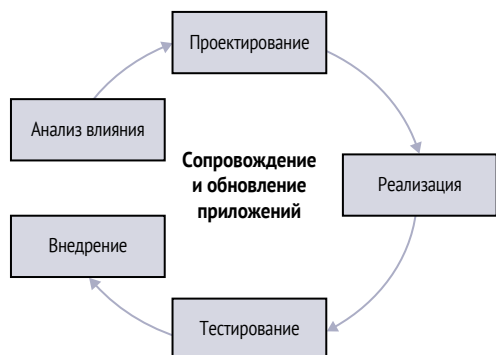 Проектирование
Анализ влияния
Сопровождение
и обновление
приложений
Реализация
Внедрение
Тестирование